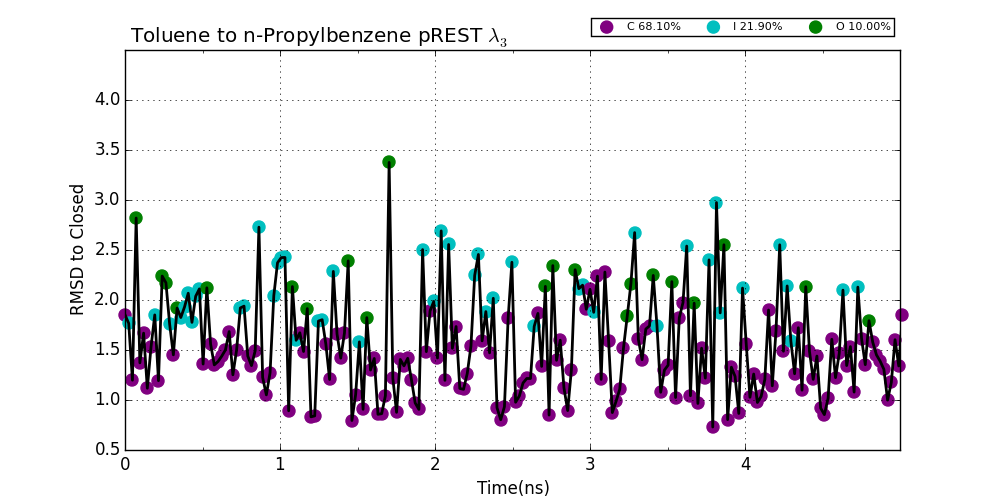 Toluene to n-Propylbenzene pREST λ₃
C 68.10% I 21.90% O 10.00%
RMSD to Closed
4.0
3.5
3.0
2.5
2.0
1.5
1.0
0.5
0 1 2 3 4
Time(ns)